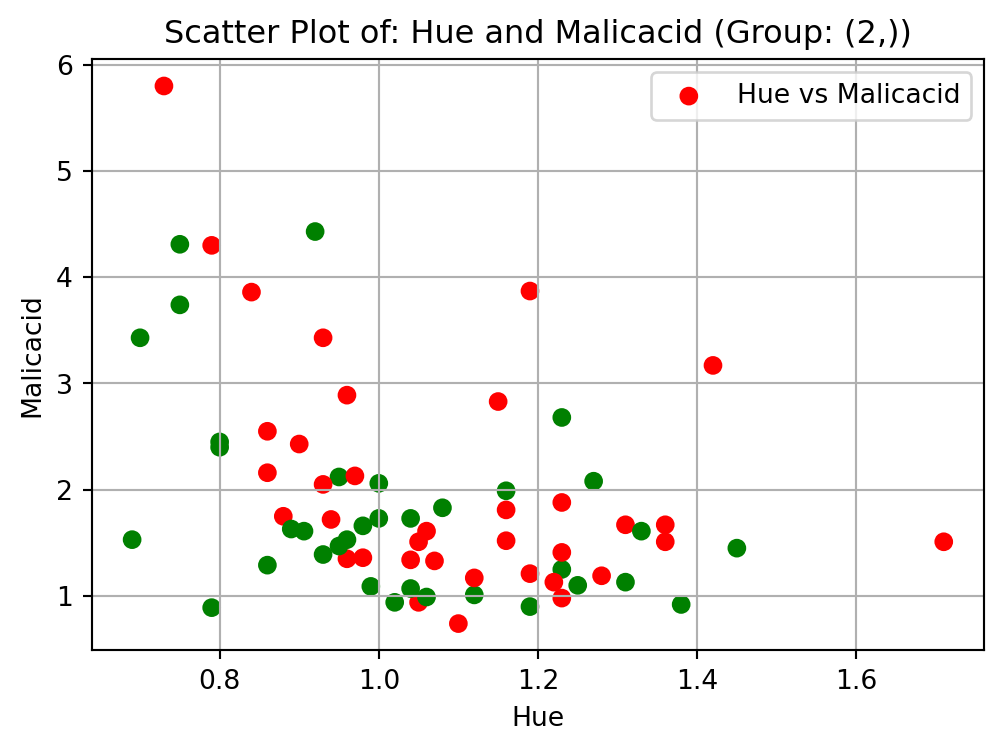 Scatter Plot of: Hue and Malicacid (Group: (2,))
Hue vs Malicacid
6
5
4
3
2
1
Malicacid
0.8 1.0 1.2 1.4 1.6
Hue